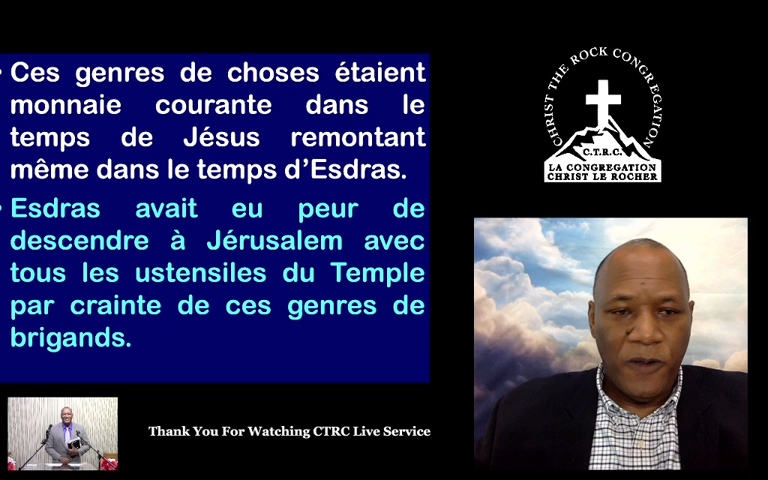 • Ces genres de choses étaient
monnaie courante dans le
temps de Jésus remontant
même dans le temps d’Esdras.
• Esdras avait eu peur de
descendre à Jérusalem avec
tous les ustensiles du Temple
par crainte de ces genres de
brigands.
CHRIST THE ROCK CONGREGATION
C.T.R.C.
LA CONGREGATION
CHRIST LE ROCHER
Thank You For Watching CTRC Live Service